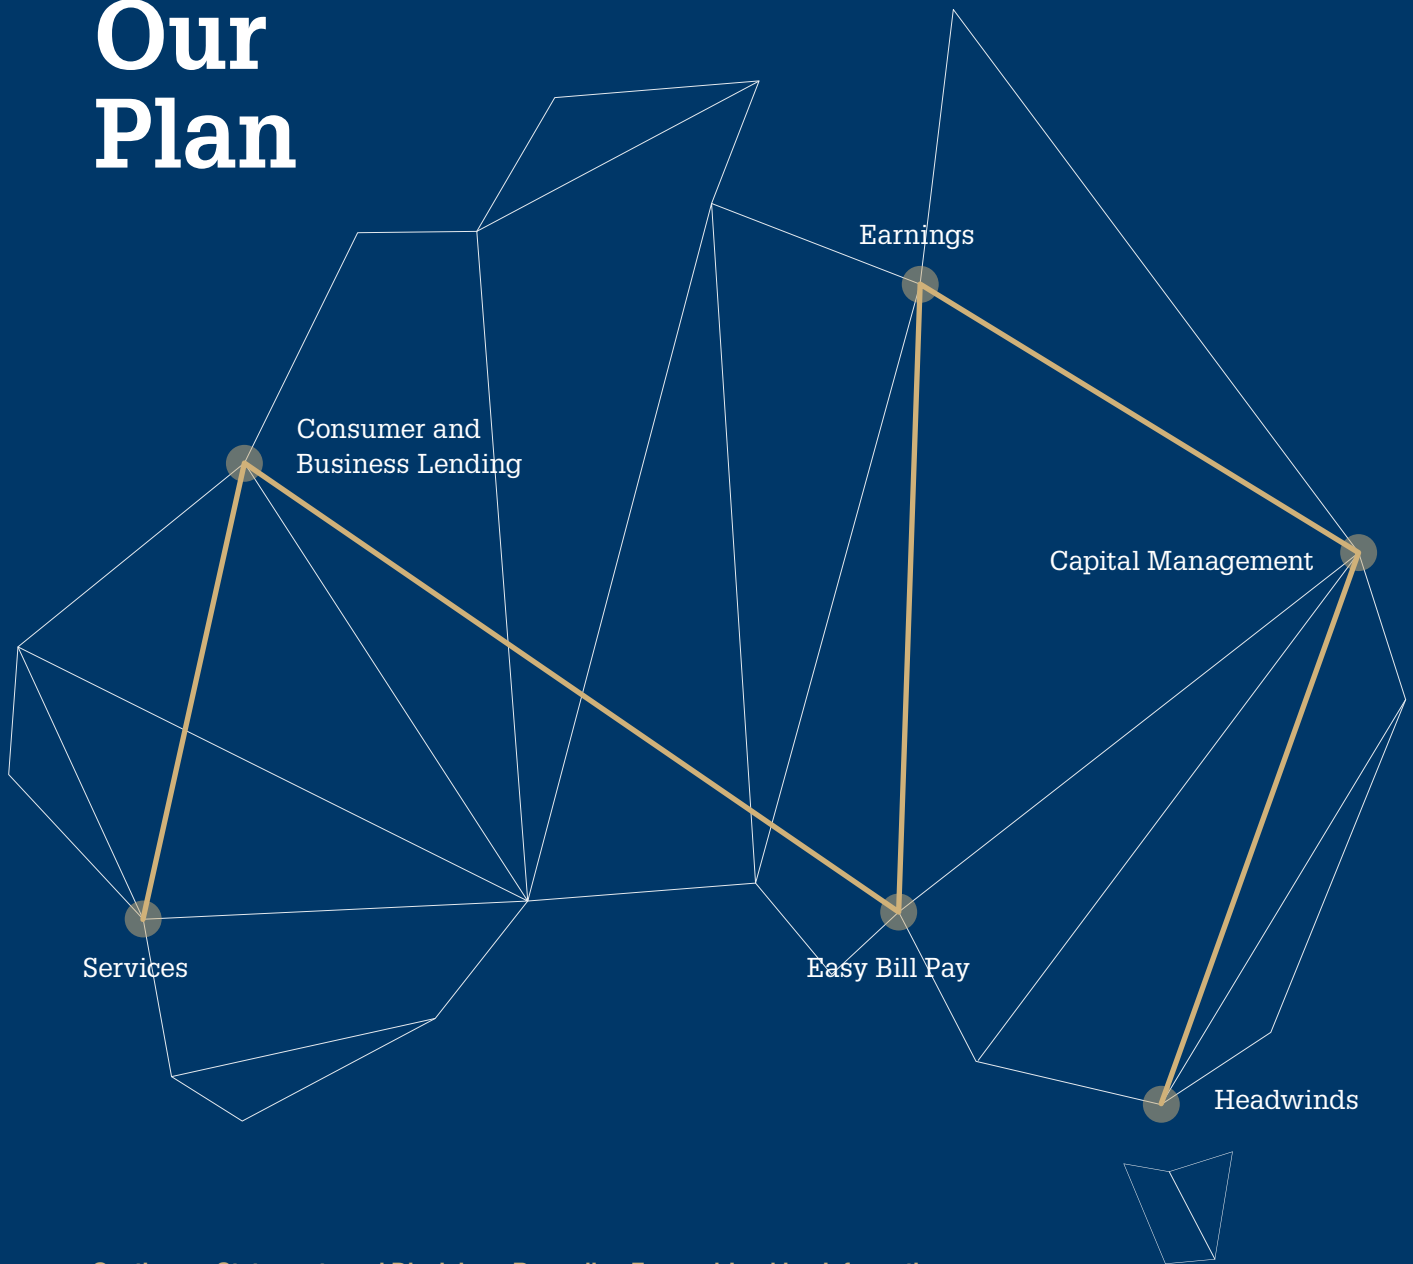 Our
Plan
Earnings
Consumer and
Business Lending
Capital Management
Services
Easy Bill Pay
Headwinds